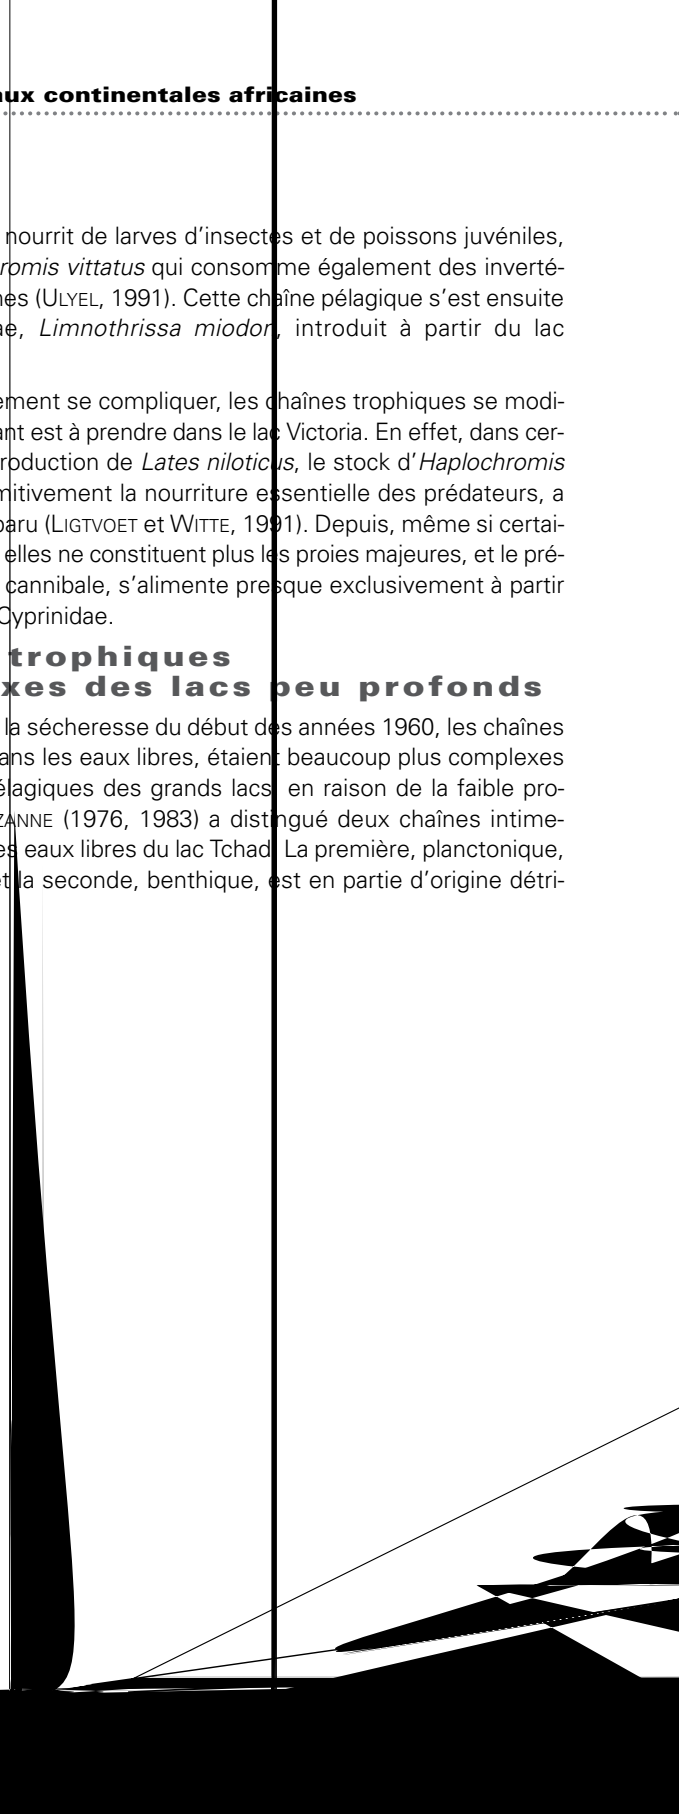 aux continentales africaines
nourrit de larves d'insectes et de poissons juvéniles,
romis vittatus qui consomme également des inverté-
nes (ULYEL, 1991). Cette chaîne pélagique s'est ensuite
ae, Limnothrissa miodon, introduit à partir du lac
ement se compliquer, les chaînes trophiques se modi-
ant est à prendre dans le lac Victoria. En effet, dans cer-
roduction de Lates niloticus, le stock d'Haplochromis
mitivement la nourriture essentielle des prédateurs, a
paru (LIGTVOET et WITTE, 1991). Depuis, même si certai-
elles ne constituent plus les proies majeures, et le pré-
cannibale, s'alimente presque exclusivement à partir
Cyprinidae.
trophiques
xes des lacs peu profonds
la sécheresse du début des années 1960, les chaînes
ans les eaux libres, étaient beaucoup plus complexes
élagiques des grands lacs, en raison de la faible pro-
ZANNE (1976, 1983) a distingué deux chaînes intime-
es eaux libres du lac Tchad. La première, planctonique,
et la seconde, benthique, est en partie d'origine détri-